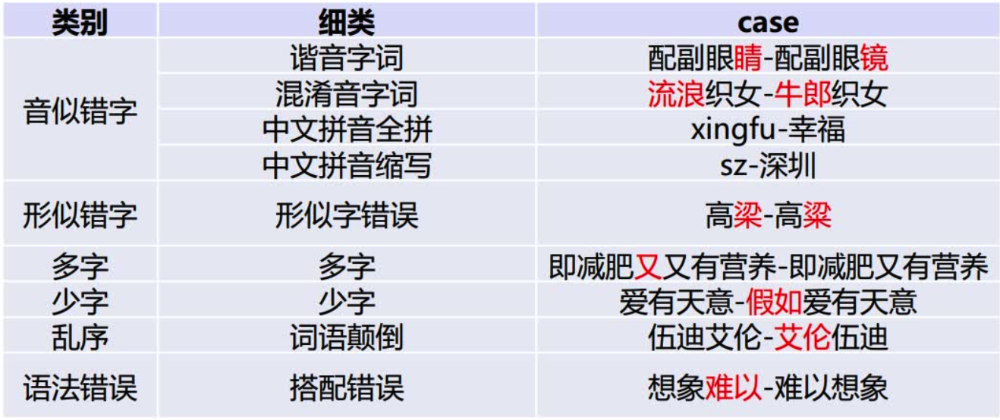 类别 细类 case
音似错字 谐音字词 配副眼睛-配副眼镜
混淆音字词 流浪织女-牛郎织女
中文拼音全拼 xingfu-幸福
中文拼音缩写 sz-深圳
形似错字 形似字错误 高梁-高粱
多字 多字 即减肥又又有营养-即减肥又有营养
少字 少字 爱有天意-假如爱有天意
乱序 词语颠倒 伍迪艾伦-艾伦伍迪
语法错误 搭配错误 想象难以-难以想象